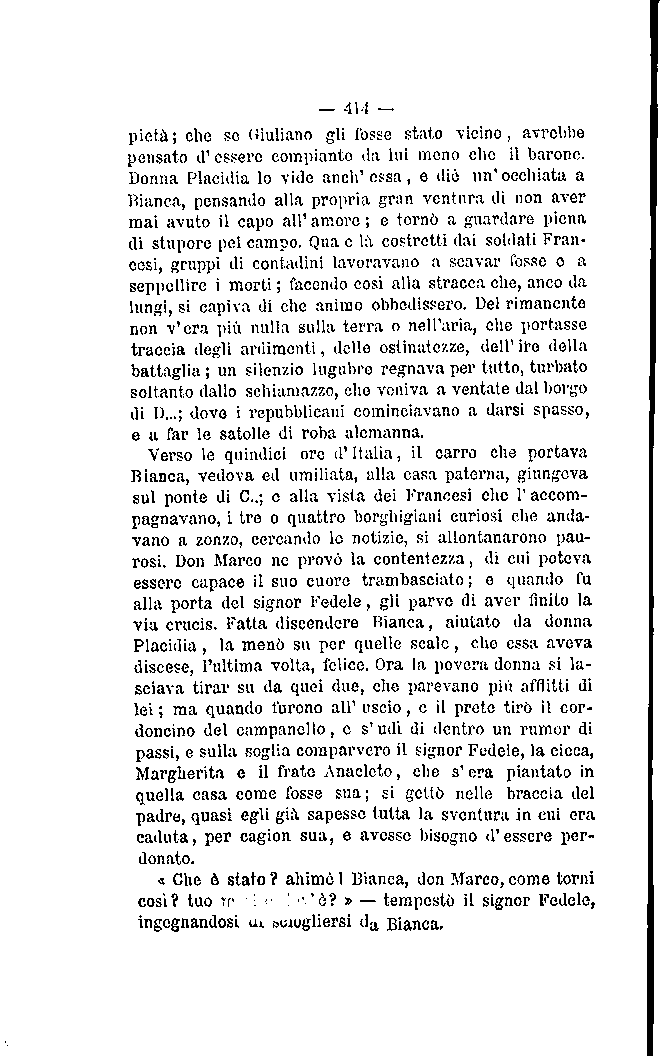 — 414 —
pietà; che se Giuliano gli fosse stato vicino, avrebbe
pensato d'essere compianto da lui meno che il barone.
Donna Placidia lo vide anch'essa, e diè un'occhiata a
Bianca, pensando alla propria gran ventura di non aver
mai avuto il capo all'amore; e tornò a guardare piena
di stupore pel campo. Qua e là costretti dai soldati Fran-
cesi, gruppi di contadini lavoravano a scavar fosse o a
seppellire i morti; facendo così alla stracca che, anco da
lungi, si capiva di che animo obbedissero. Del rimanente
non v'era più nulla sulla terra o nell'aria, che portasse
traccia degli ardimenti, delle ostinatezze, dell'ire della
battaglia; un silenzio lugubre regnava per tutto, turbato
soltanto dallo schiamazzo, che veniva a ventate dal borgo
di D...; dove i repubblicani cominciavano a darsi spasso,
e a far le satolle di roba alemanna.
Verso le quindici ore d'Italia, il carro che portava
Bianca, vedova ed umiliata, alla casa paterna, giungeva
sul ponte di C..; e alla vista dei Francesi che l'accom-
pagnavano, i tre o quattro borghigiani curiosi che anda-
vano a zonzo, cercando le notizie, si allontanarono pau-
rosi. Don Marco ne provò la contentezza, di cui poteva
essere capace il suo cuore trambasciato; e quando fu
alla porta del signor Fedele, gli parve di aver finito la
via crucis. Fatta discendere Bianca, aiutato da donna
Placidia, la menò su per quelle scale, che essa aveva
discese, l'ultima volta, felice. Ora la povera donna si la-
sciava tirar su da quei due, che parevano più afflitti di
lei; ma quando furono all'uscio, e il prete tirò il cor-
doncino del campanello, e s'udì di dentro un rumor di
passi, e sulla soglia comparvero il signor Fedele, la cieca,
Margherita e il frate Anacleto, che s'era piantato in
quella casa come fosse sua; si gettò nelle braccia del
padre, quasi egli già sapesse tutta la sventura in cui era
caduta, per cagion sua, e avesse bisogno d'essere per-
donato.
« Che è stato? ahimè! Bianca, don Marco, come torni
così? tuo è? » — tempestò il signor Fedele,
ingegnandosi di sciogliersi da Bianca.